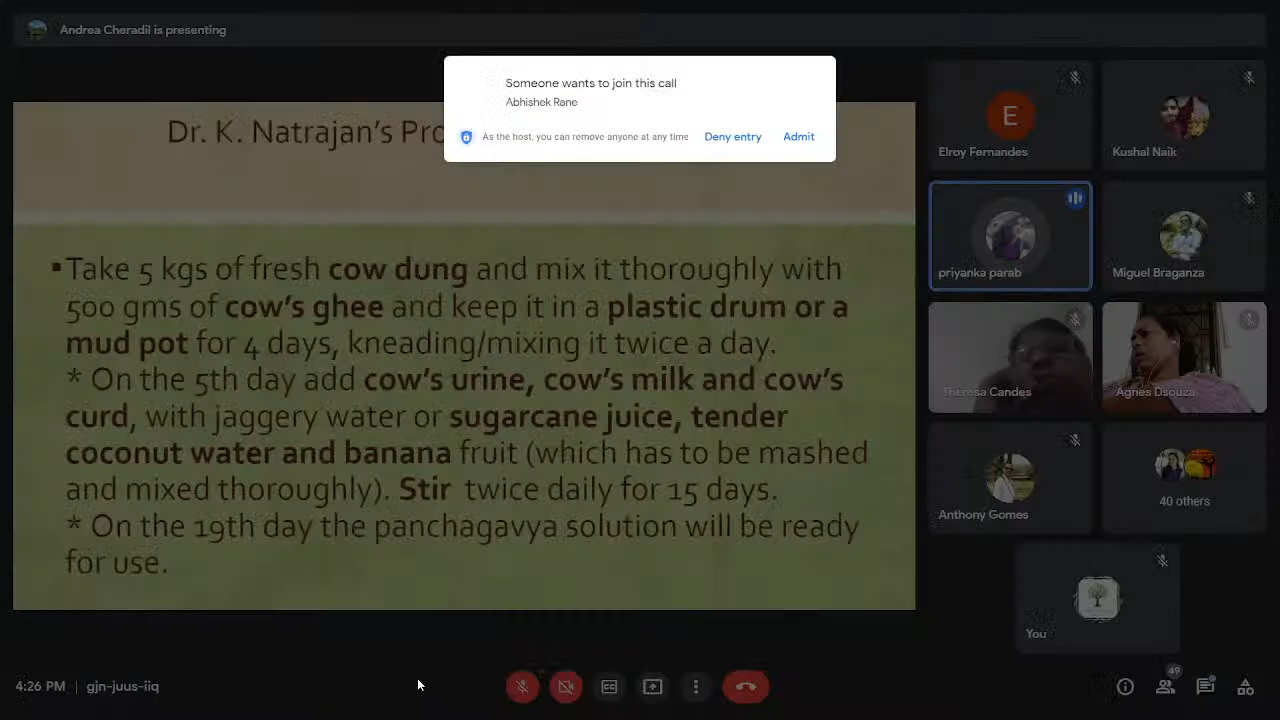 Andrea Cheradil is presenting
Someone wants to join this call
Abhishek Rane
As the host, you can remove anyone at any time
Deny entry
Admit
Dr. K. Natrajan's
▪Take 5 kgs of fresh cow dung and mix it thoroughly with
500 gms of cow's ghee and keep it in a plastic drum or a
mud pot for 4 days, kneading/mixing it twice a day.
* On the 5th day add cow's urine, cow's milk and cow's
curd, with jaggery water or sugarcane juice, tender
coconut water and banana fruit (which has to be mashed
and mixed thoroughly). Stir twice daily for 15 days.
* On the 19th day the panchagavya solution will be ready
for use.
E
Elroy Fernandes
Kushal Naik
priyanka parab
Miguel Braganza
Theresa Candes
Agnes Dsouza
Anthony Gomes
40 others
You
4:26 PM | gjn-juus-iiq
49